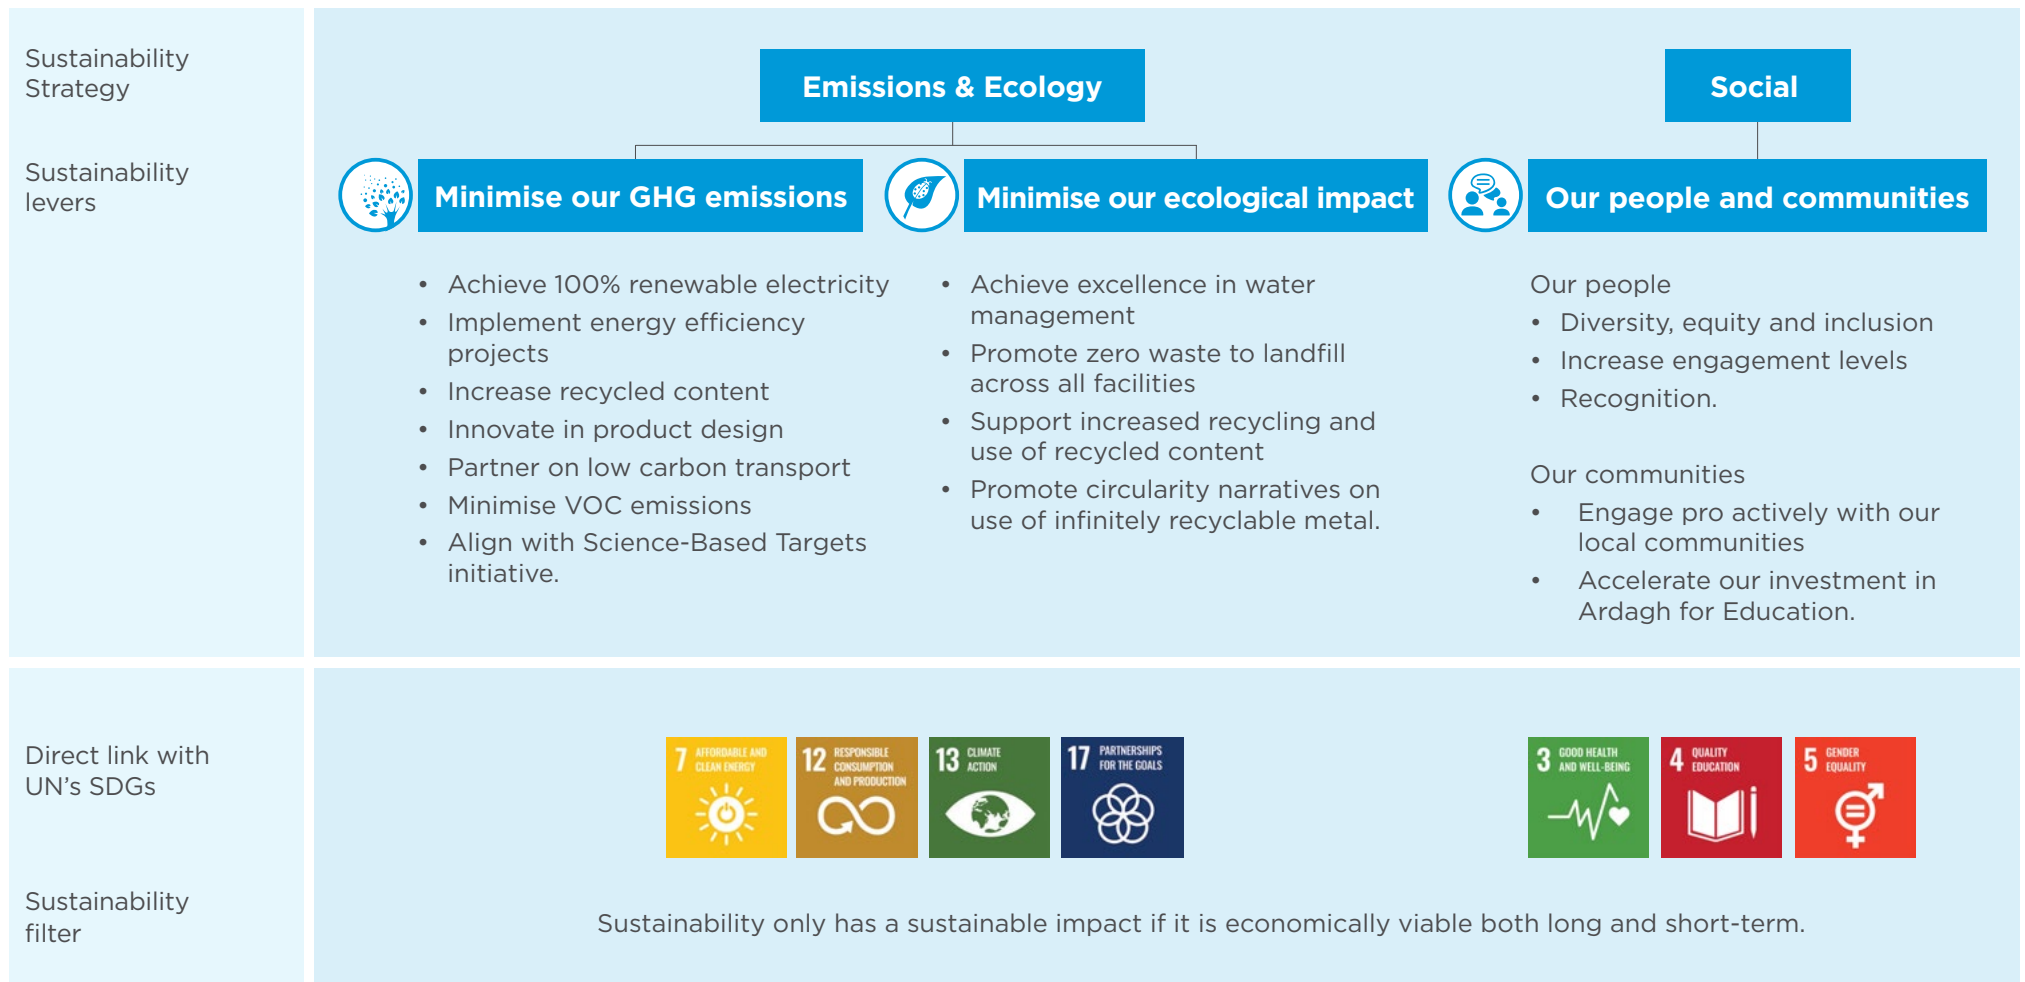 Sustainability
Strategy
Emissions & Ecology
Social
Sustainability
levers
Minimise our GHG emissions
Minimise our ecological impact
Our people and communities
• Achieve 100% renewable electricity
• Implement energy efficiency
projects
• Increase recycled content
• Innovate in product design
• Partner on low carbon transport
• Minimise VOC emissions
• Align with Science-Based Targets
initiative.
• Achieve excellence in water
management
• Promote zero waste to landfill
across all facilities
• Support increased recycling and
use of recycled content
• Promote circularity narratives on
use of infinitely recyclable metal.
Our people
• Diversity, equity and inclusion
• Increase engagement levels
• Recognition.
Our communities
• Engage pro actively with our
local communities
• Accelerate our investment in
Ardagh for Education.
Direct link with
UN's SDGs
7 AFFORDABLE AND
CLEAN ENERGY
12 RESPONSIBLE
CONSUMPTION
AND PRODUCTION
13 CLIMATE
ACTION
17 PARTNERSHIPS
FOR THE GOALS
3 GOOD HEALTH
AND WELL-BEING
4 QUALITY
EDUCATION
5 GENDER
EQUALITY
Sustainability
filter
Sustainability only has a sustainable impact if it is economically viable both long and short-term.